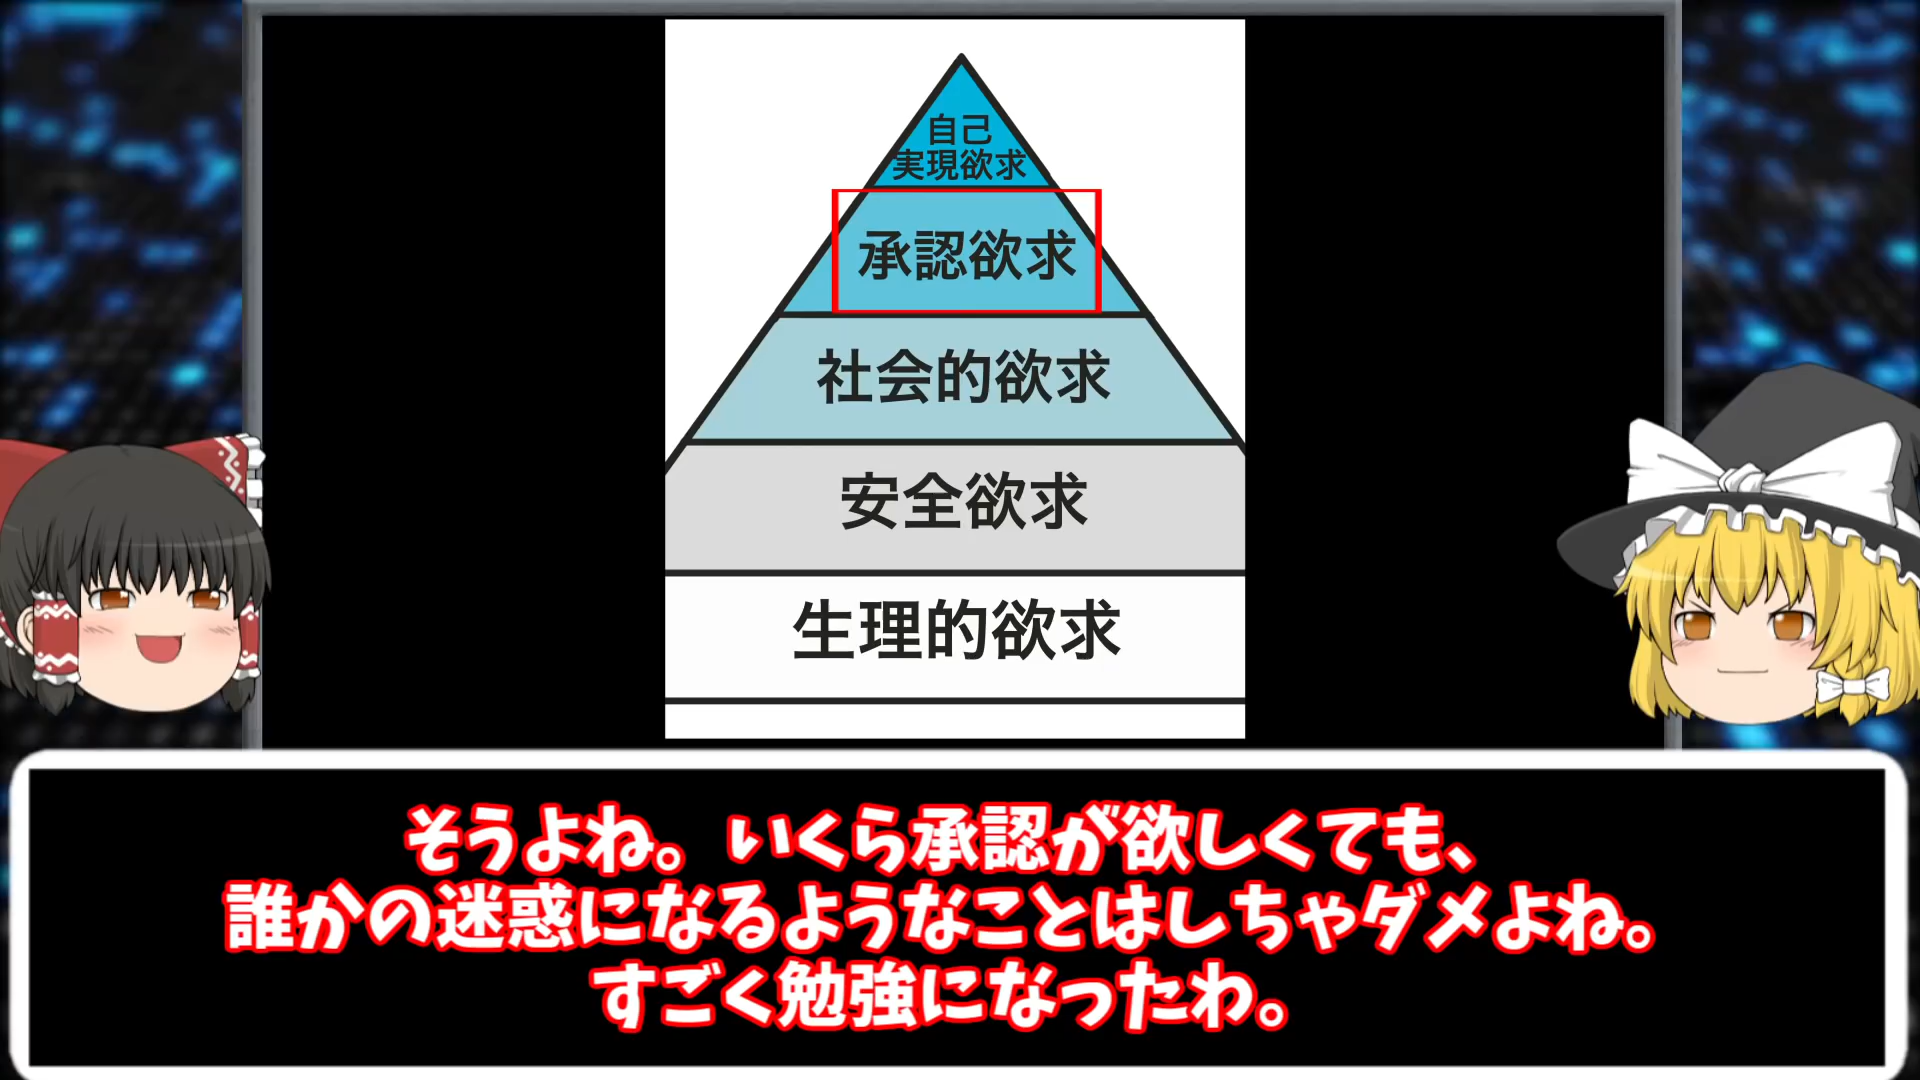 自己
実現欲求
承認欲求
社会的欲求
安全欲求
生理的欲求
そうよね。いくら承認が欲しくても、
誰かの迷惑になるようなことはしちゃダメよね。
すごく勉強になったわ。